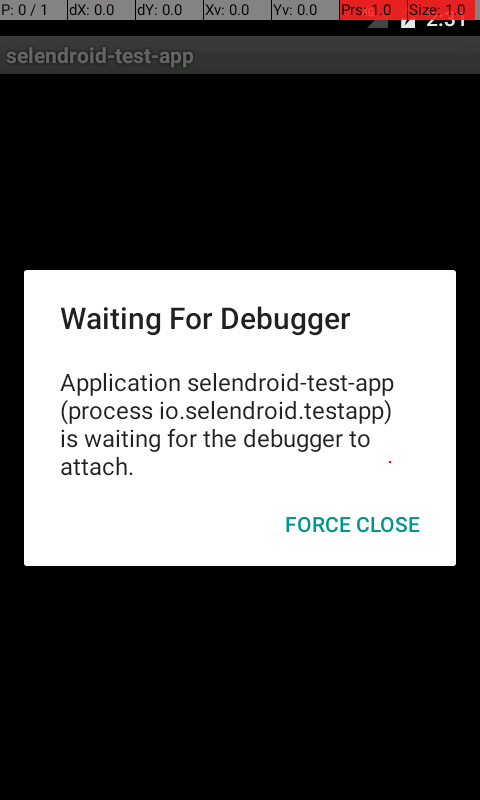 P: 0 / 1 dX: 0.0 dY: 0.0 Xv: 0.0 Yv: 0.0 Prs: 1.0 Size: 1.0
selendroid-test-app
Waiting For Debugger
Application selendroid-test-app
(process io.selendroid.testapp)
is waiting for the debugger to
attach.
FORCE CLOSE